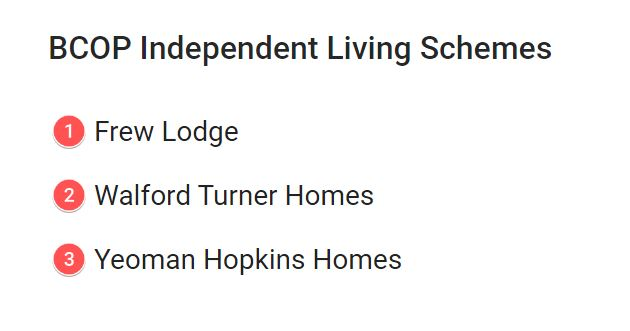 BCOP Independent Living Schemes
1 Frew Lodge
2 Walford Turner Homes
3 Yeoman Hopkins Homes